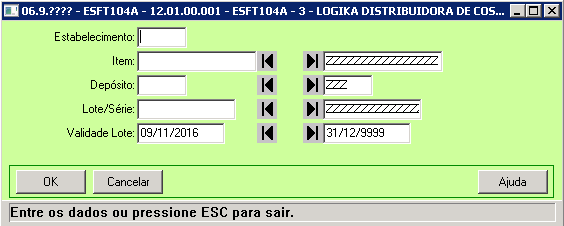 06.9.???? - ESFT104A - 12.01.00.001 - ESFT104A - 3 - LOGIKA DISTRIBUIDORA DE COS...
Estabelecimento:
Item: ZZZZZZZZZZZZZZZZ
Depósito: ZZZ
Lote/Série: ZZZZZZZZZZ
Validade Lote: 09/11/2016 31/12/9999
OK Cancelar Ajuda
Entre os dados ou pressione ESC para sair.